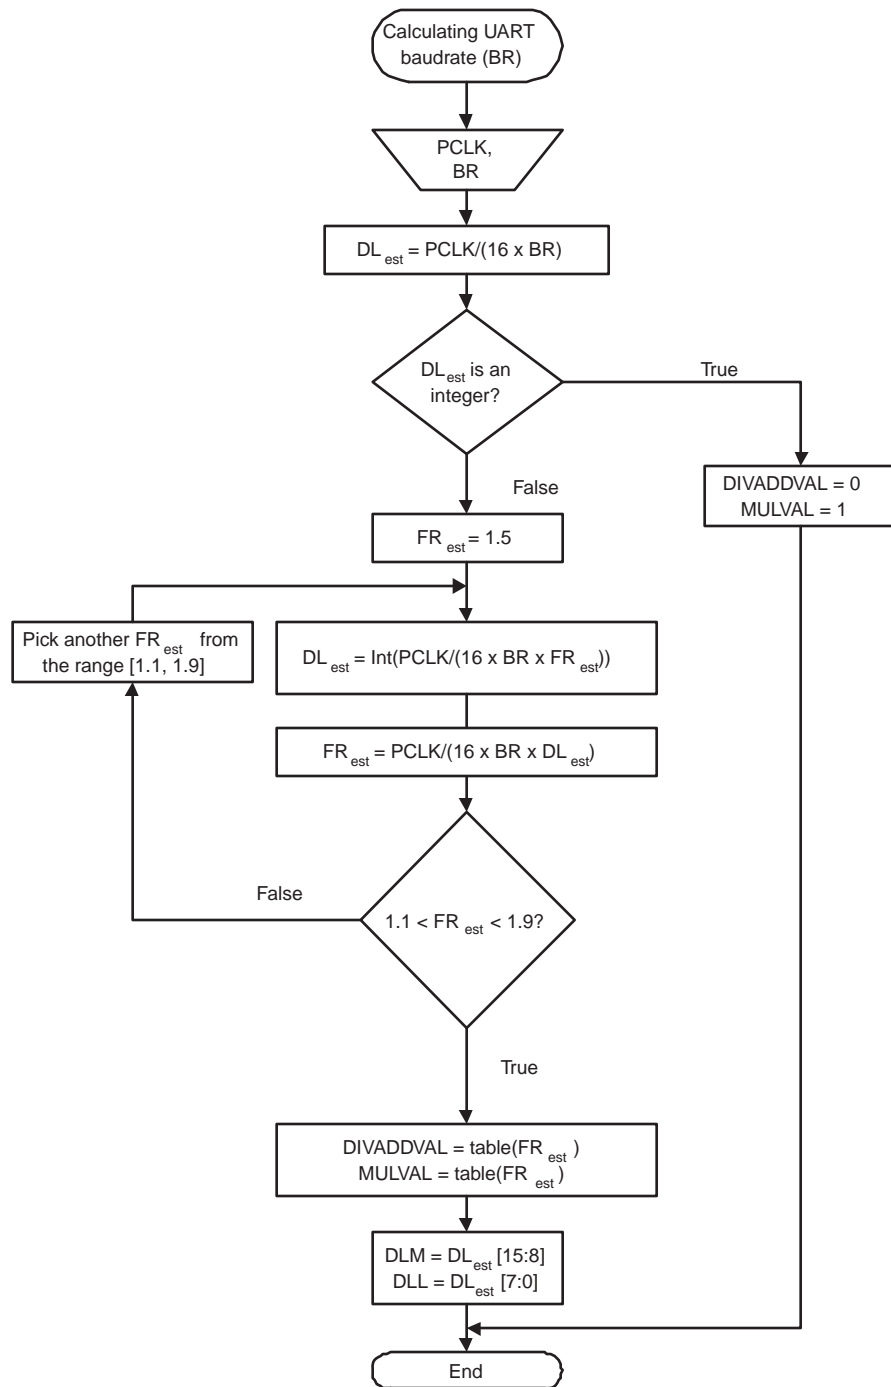 Calculating UART
baudrate (BR)
PCLK,
BR
DL est = PCLK/(16 x BR)
DL est is an
integer?
True
False
DIVADDVAL = 0
MULVAL = 1
FR est = 1.5
Pick another FR est from
the range [1.1, 1.9]
DL est = Int(PCLK/(16 x BR x FR est))
FR est = PCLK/(16 x BR x DL est)
False
1.1 < FR est < 1.9?
True
DIVADDVAL = table(FR est )
MULVAL = table(FR est )
DLM = DL est [15:8]
DLL = DL est [7:0]
End